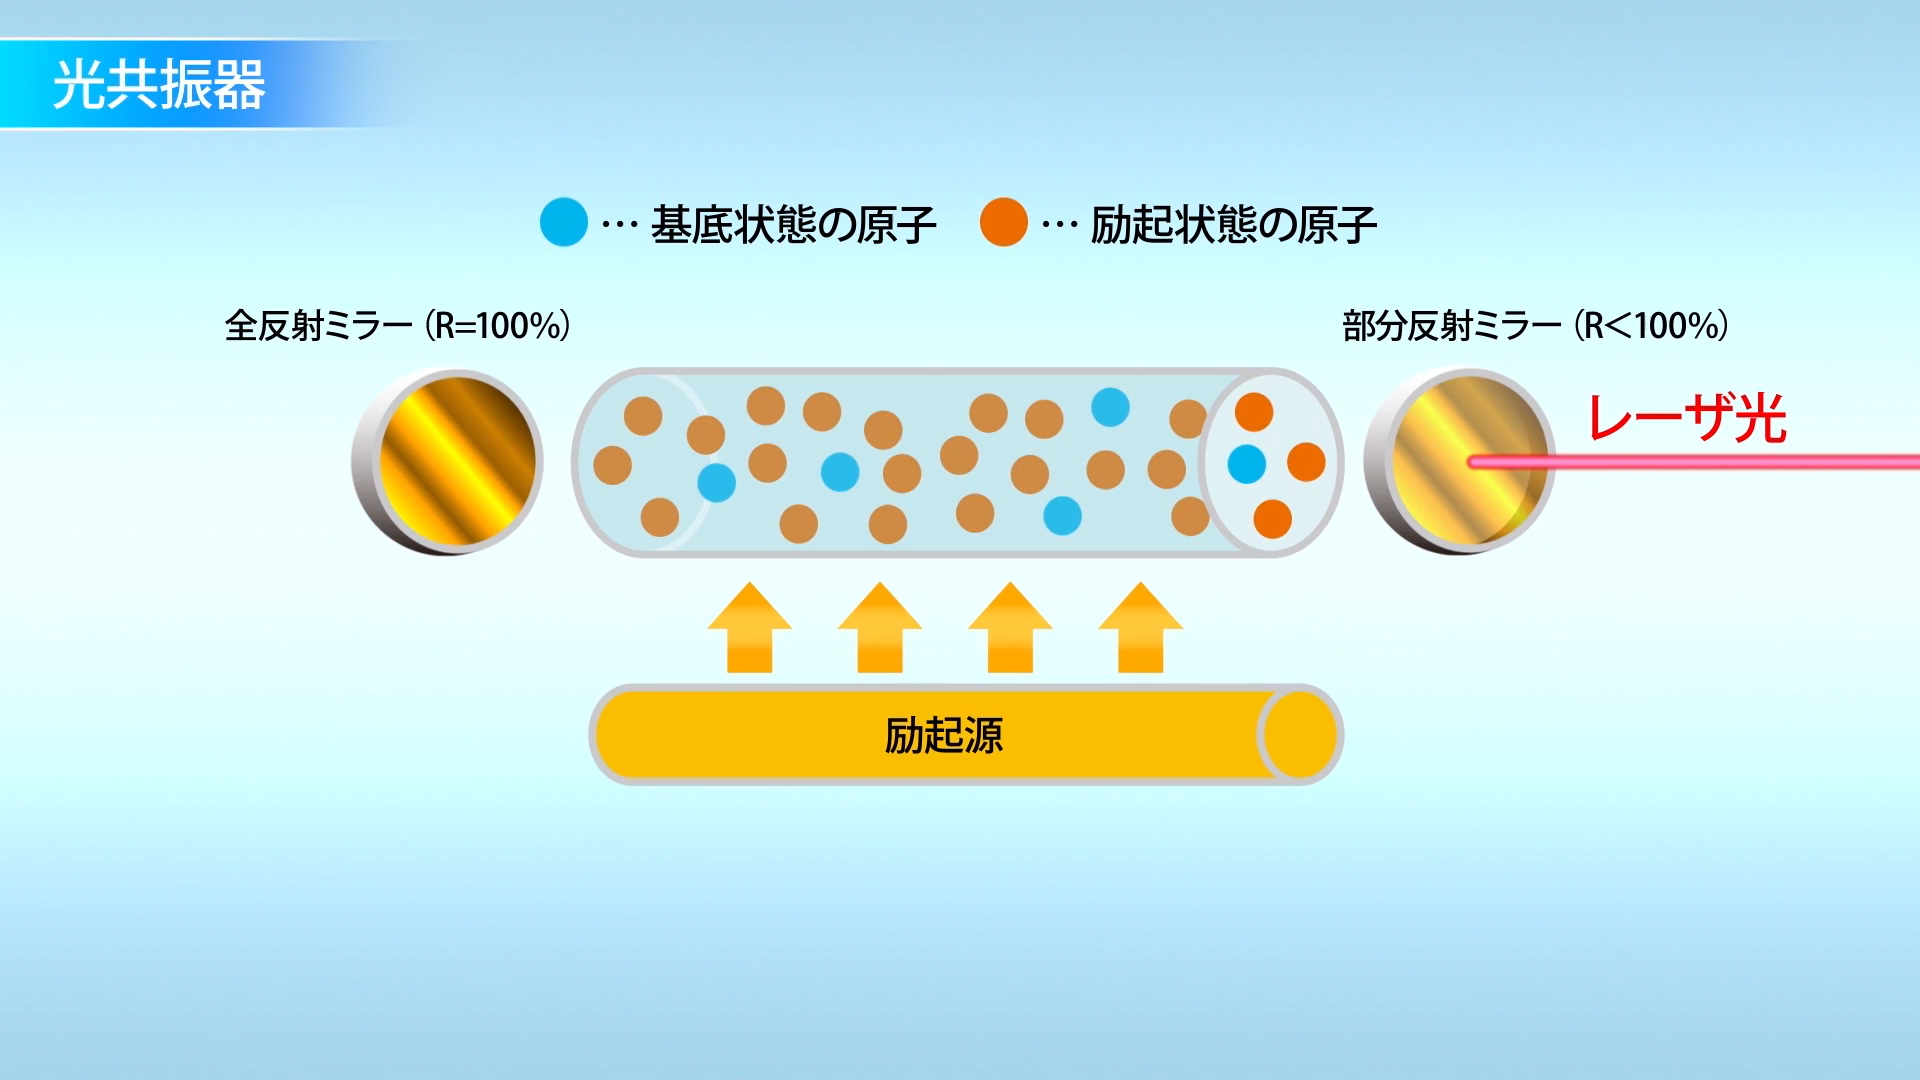 光共振器
… 基底状態の原子
… 励起状態の原子
全反射ミラー（R=100%）
部分反射ミラー（R＜100%）
レーザ光
励起源